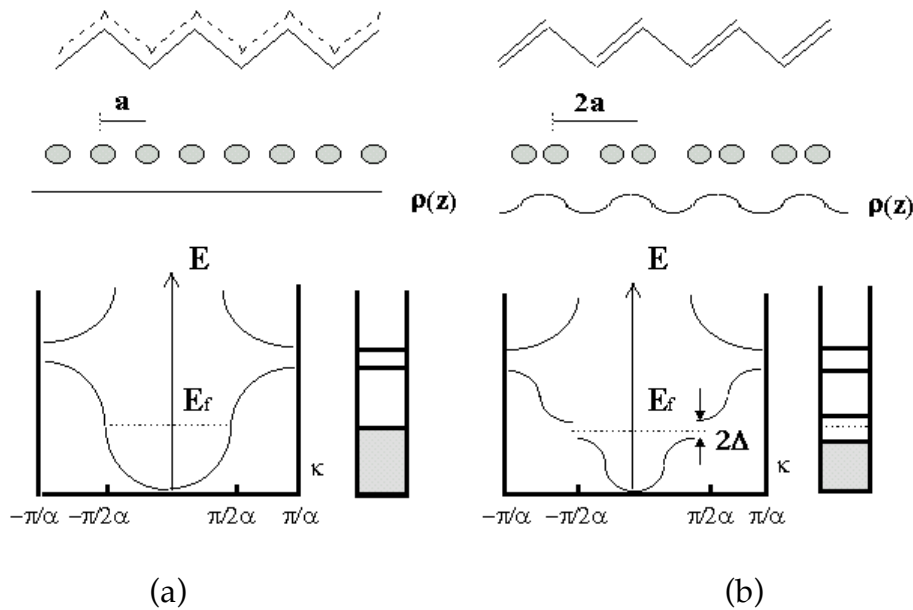 a
2a
ρ(z)
ρ(z)
E
E
E_f
E_f
2Δ
κ
κ
−π/α −π/2α π/2α π/α
−π/α −π/2α π/2α π/α
(a)
(b)